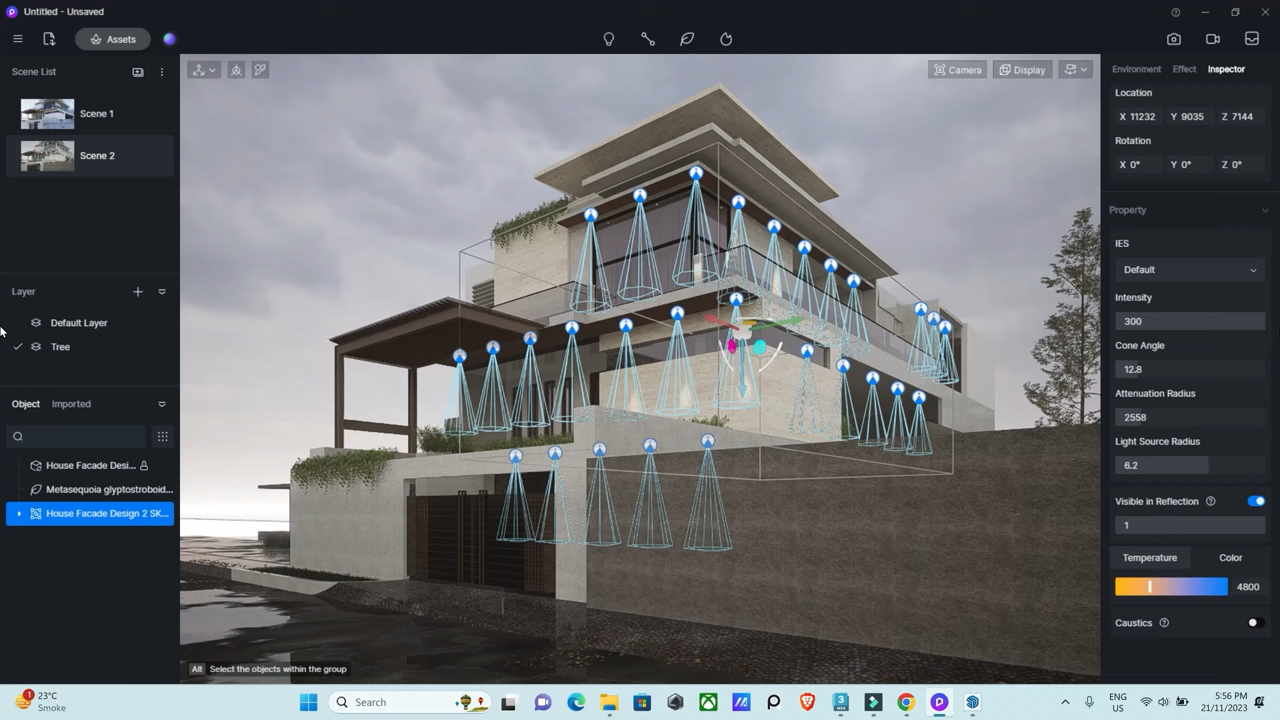 Untitled - Unsaved
Assets
Scene List
Scene 1
Scene 2
Layer
Default Layer
Tree
Object Imported
House Facade Desi...
Metasequoia glyptostroboid...
House Facade Design 2 SK...
Camera
Display
Alt Select the objects within the group
Environment Effect Inspector
Location
X 11232 Y 9035 Z 7144
Rotation
X 0° Y 0° Z 0°
Property
IES
Default
Intensity
300
Cone Angle
12.8
Attenuation Radius
2558
Light Source Radius
6.2
Visible in Reflection
1
Temperature Color
4800
Caustics
1
23°C
Smoke
Search
ENG
US
5:56 PM
21/11/2023